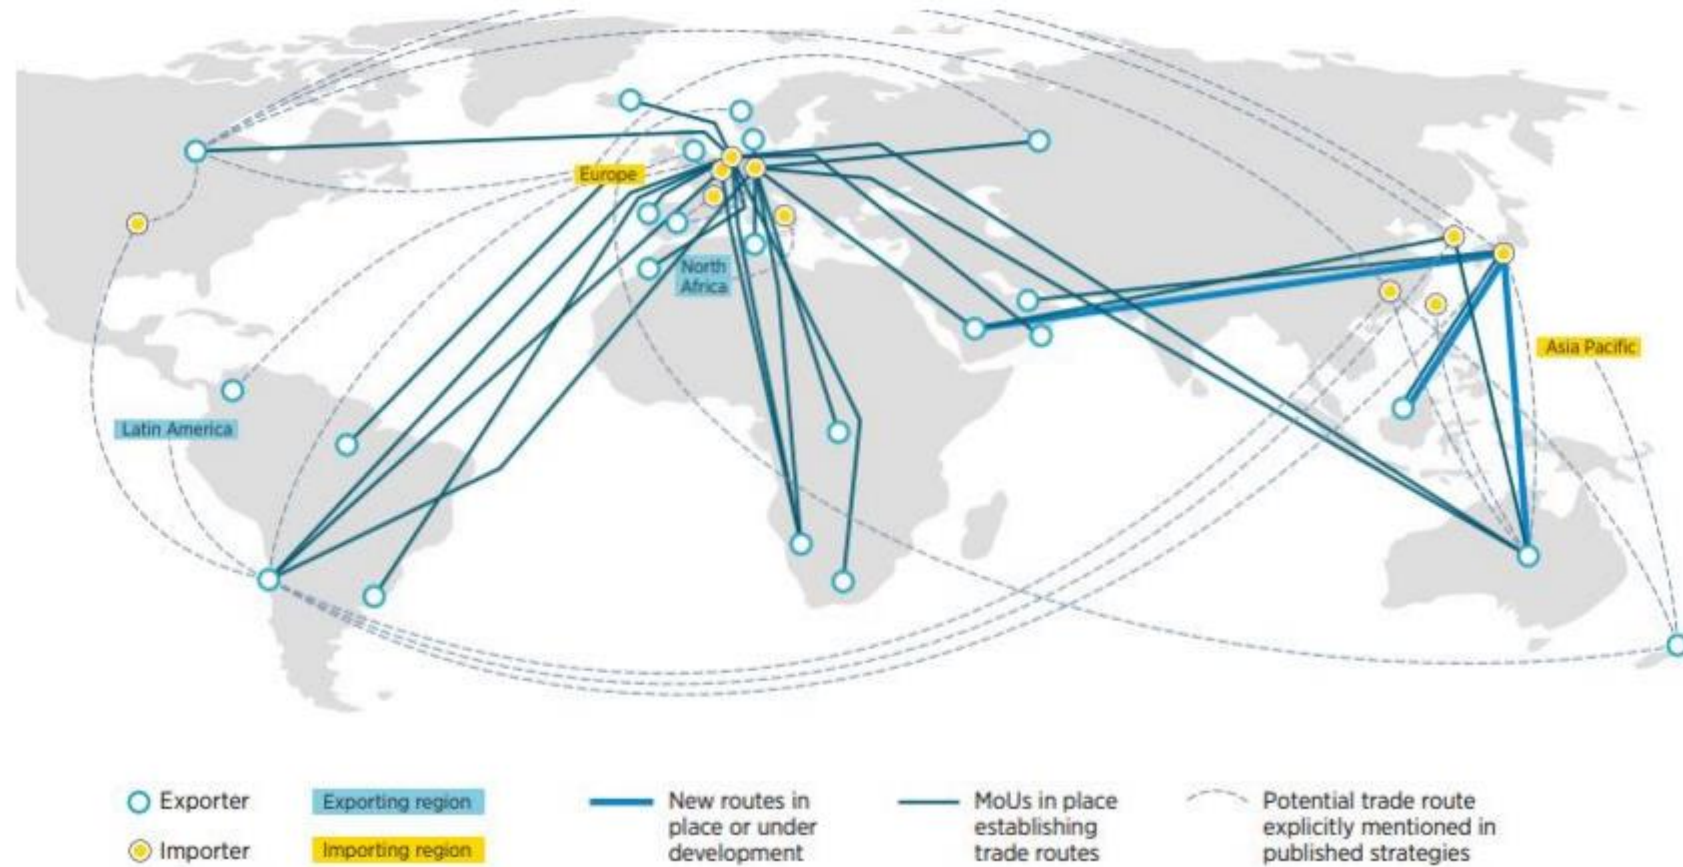 Europe
North
Africa
Asia Pacific
Latin America
Exporter
Exporting region
New routes in
place or under
development
MoUs in place
establishing
trade routes
Potential trade route
explicitly mentioned in
published strategies
Importer
Importing region